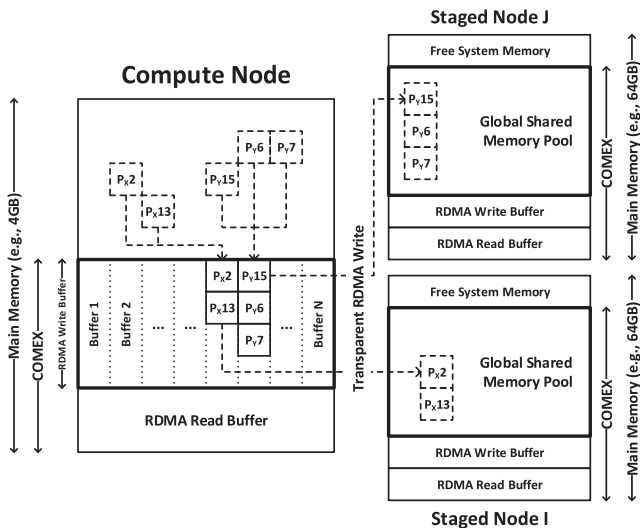 Compute Node
Main Memory (e.g., 4GB)
COMEX
RDMA Write Buffer
Px2
Px13
PY15
PY6
PY7
Buffer 1
Buffer 2
...
...
Px2
PY15
Px13
PY6
PY7
...
Buffer N
RDMA Read Buffer
Transparent RDMA Write
Staged Node J
Free System Memory
PY15
PY6
PY7
Global Shared
Memory Pool
RDMA Write Buffer
RDMA Read Buffer
COMEX
Main Memory (e.g., 64GB)
Free System Memory
Px2
Px13
Global Shared
Memory Pool
RDMA Write Buffer
RDMA Read Buffer
COMEX
Main Memory (e.g., 64GB)
Staged Node I